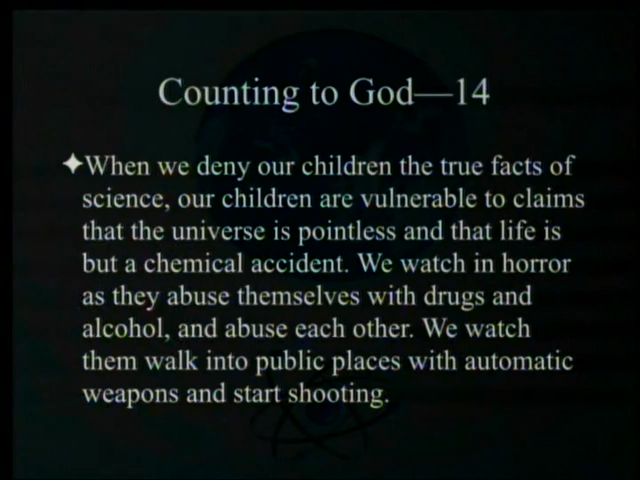 Counting to God—14
✦When we deny our children the true facts of
science, our children are vulnerable to claims
that the universe is pointless and that life is
but a chemical accident. We watch in horror
as they abuse themselves with drugs and
alcohol, and abuse each other. We watch
them walk into public places with automatic
weapons and start shooting.